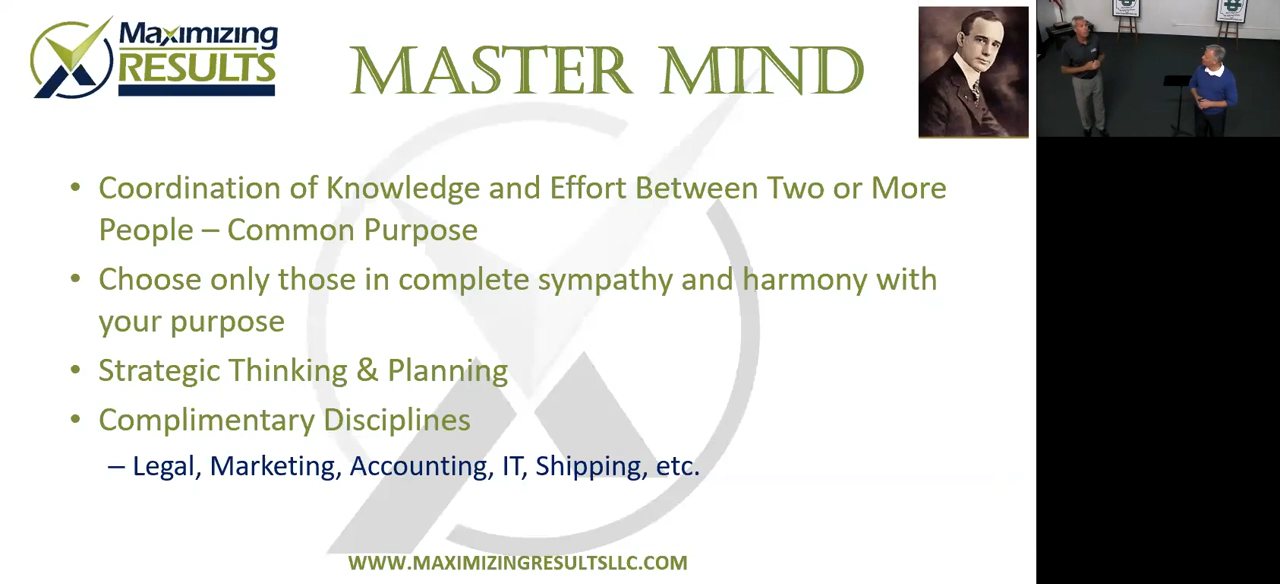 Maximizing
RESULTS
MASTER MIND
• Coordination of Knowledge and Effort Between Two or More
People – Common Purpose
• Choose only those in complete sympathy and harmony with
your purpose
• Strategic Thinking & Planning
• Complimentary Disciplines
– Legal, Marketing, Accounting, IT, Shipping, etc.
WWW.MAXIMIZINGRESULTSLLC.COM